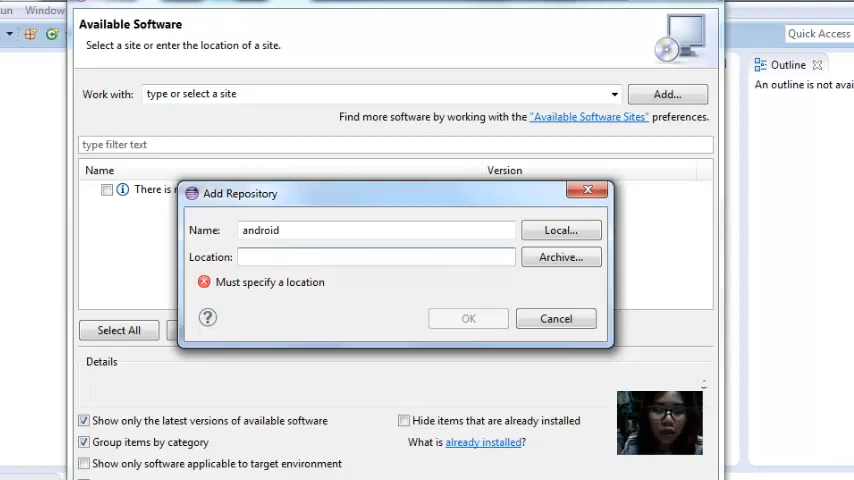 un Window
Available Software
Select a site or enter the location of a site.
Quick Access
Outline
An outline is not avai
Work with: type or select a site Add...
Find more software by working with the "Available Software Sites" preferences.
type filter text
Name Version
There is
Add Repository
Name: android Local...
Location: Archive...
Must specify a location
OK Cancel
Select All
Details
Show only the latest versions of available software
Hide items that are already installed
Group items by category
What is already installed?
Show only software applicable to target environment